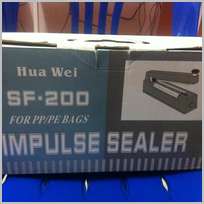 Hua Wei
SF-200
FOR PP/PE BAGS
IMPULSE SEALER